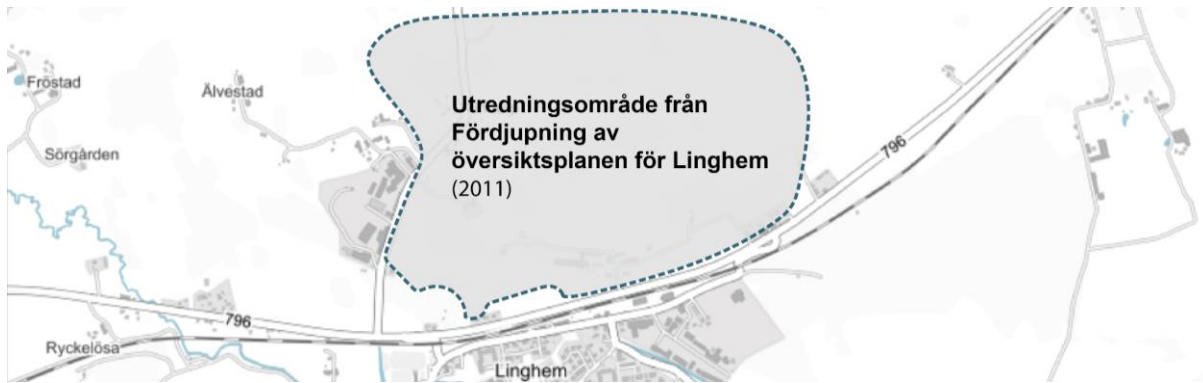 Fröstad
Älvestad
Utredningsområde från
Fördjupning av
översiktsplanen för Linghem
(2011)
796
Sörgården
796
Ryckelösa
Linghem